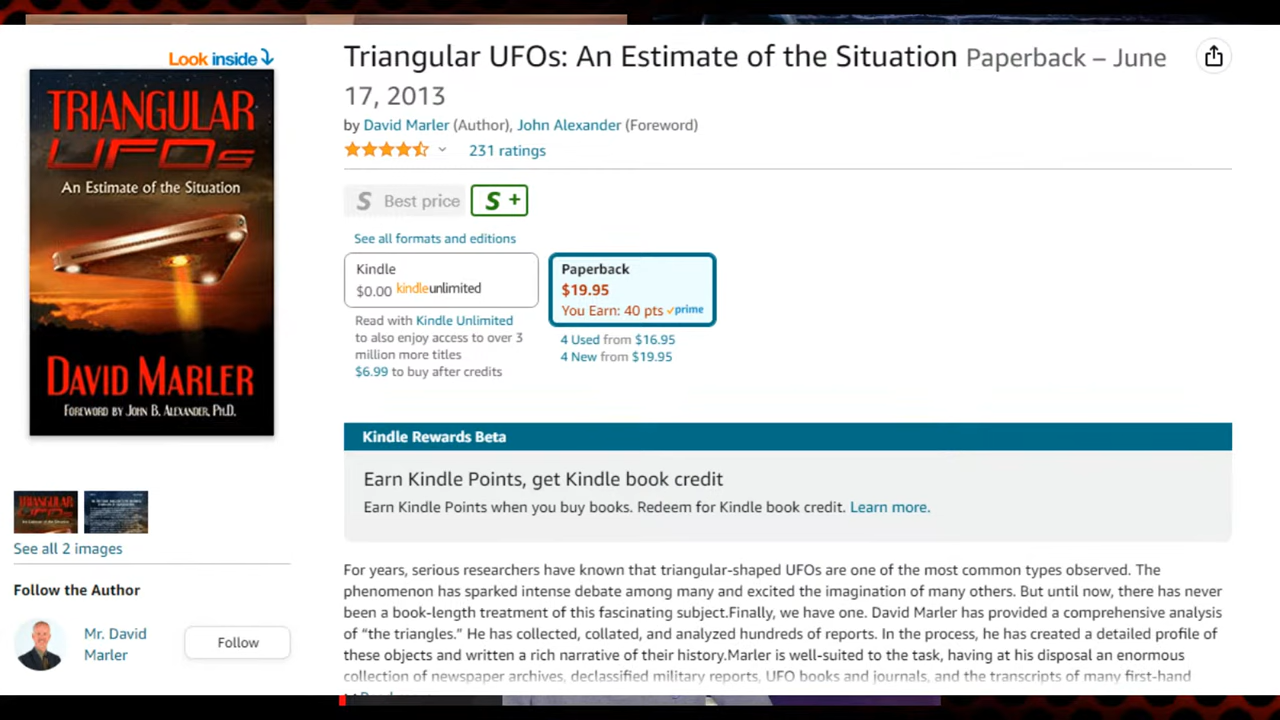 Look inside
TRIANGULAR
UFOs
An Estimate of the Situation
DAVID MARLER
FOREWORD BY JOHN B. ALEXANDER, PH.D.
See all 2 images
Follow the Author
Mr. David
Marler
Follow
Triangular UFOs: An Estimate of the Situation Paperback – June
17, 2013
by David Marler (Author), John Alexander (Foreword)
231 ratings
S Best price S +
See all formats and editions
Kindle
$0.00 kindleunlimited
Read with Kindle Unlimited
to also enjoy access to over 3
million more titles
$6.99 to buy after credits
Paperback
$19.95
You Earn: 40 pts prime
4 Used from $16.95
4 New from $19.95
Kindle Rewards Beta
Earn Kindle Points, get Kindle book credit
Earn Kindle Points when you buy books. Redeem for Kindle book credit. Learn more.
For years, serious researchers have known that triangular-shaped UFOs are one of the most common types observed. The
phenomenon has sparked intense debate among many and excited the imagination of many others. But until now, there has never
been a book-length treatment of this fascinating subject.Finally, we have one. David Marler has provided a comprehensive analysis
of “the triangles.” He has collected, collated, and analyzed hundreds of reports. In the process, he has created a detailed profile of
these objects and written a rich narrative of their history.Marler is well-suited to the task, having at his disposal an enormous
collection of newspaper archives, declassified military reports, UFO books and journals, and the transcripts of many first-hand